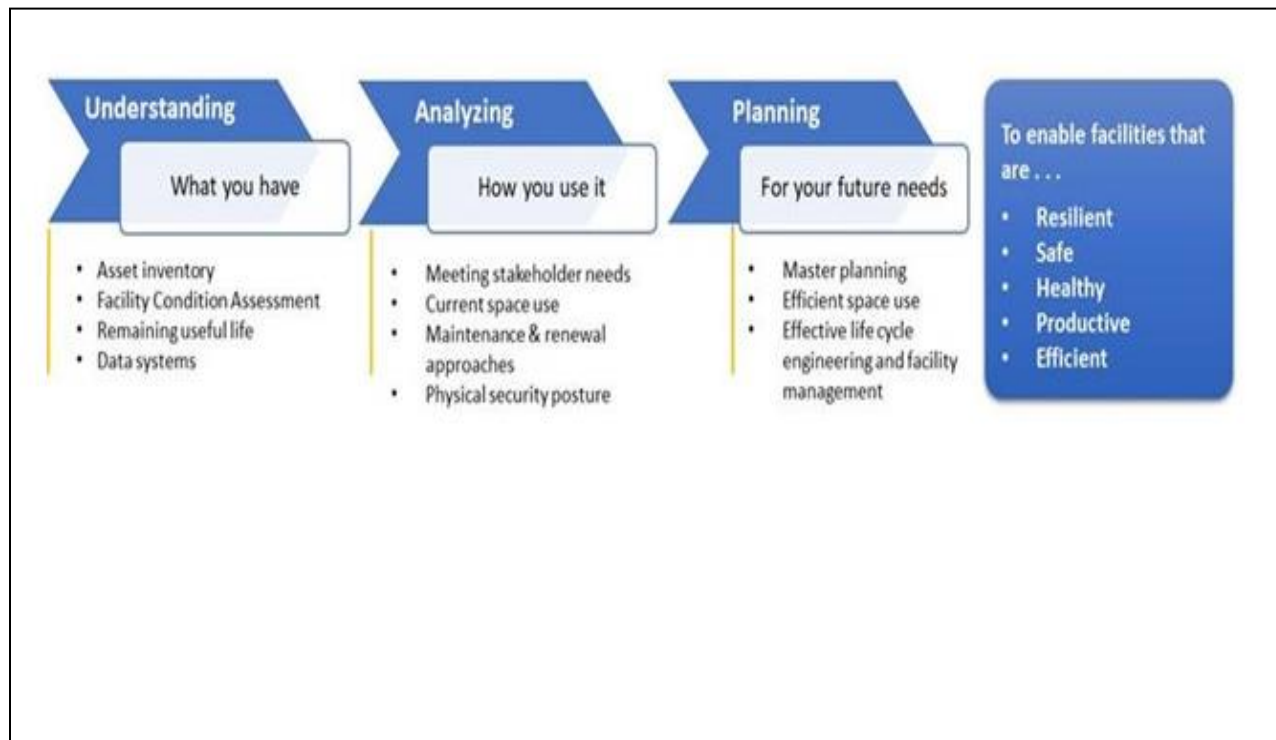 Understanding
What you have
• Asset inventory
• Facility Condition Assessment
• Remaining useful life
• Data systems
Analyzing
How you use it
• Meeting stakeholder needs
• Current space use
• Maintenance & renewal
approaches
• Physical security posture
Planning
For your future needs
• Master planning
• Efficient space use
• Effective life cycle
engineering and facility
management
To enable facilities that
are . . .
• Resilient
• Safe
• Healthy
• Productive
• Efficient